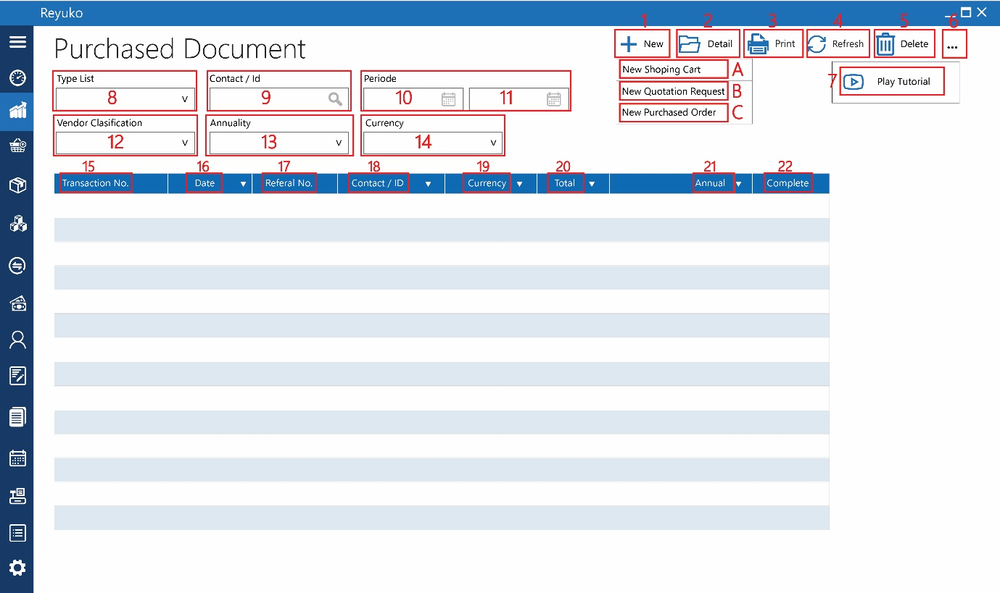 Reyuko
1 2 3 4 5 6
Purchased Document
New Detail Print Refresh Delete ...
New Shoping Cart A
New Quotation Request B
New Purchased Order C
7 Play Tutorial
Type List Contact / Id Periode
8 v 9 10 11
Vendor Clasification Annuality Currency
12 v 13 v 14 v
15 16 17 18 19 20 21 22
Transaction No. Date Referal No. Contact / ID Currency Total Annual Complete